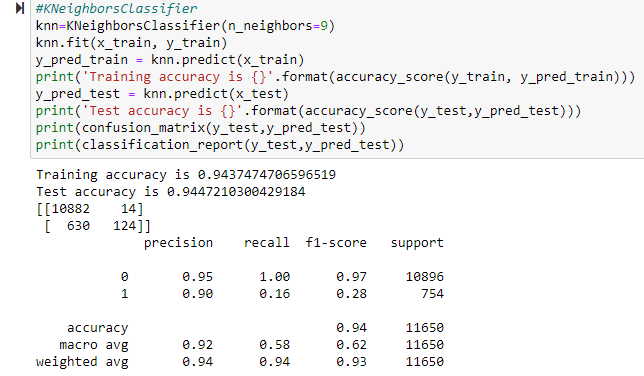 #KNeighborsClassifier
knn=KNeighborsClassifier(n_neighbors=9)
knn.fit(x_train, y_train)
y_pred_train = knn.predict(x_train)
print('Training accuracy is {}'.format(accuracy_score(y_train, y_pred_train)))
y_pred_test = knn.predict(x_test)
print('Test accuracy is {}'.format(accuracy_score(y_test,y_pred_test)))
print(confusion_matrix(y_test,y_pred_test))
print(classification_report(y_test,y_pred_test))
Training accuracy is 0.9437474706596519
Test accuracy is 0.9447210300429184
[[10882    14]
 [  630   124]]
              precision    recall  f1-score   support

           0       0.95      1.00      0.97     10896
           1       0.90      0.16      0.28       754

    accuracy                           0.94     11650
   macro avg       0.92      0.58      0.62     11650
weighted avg       0.94      0.94      0.93     11650